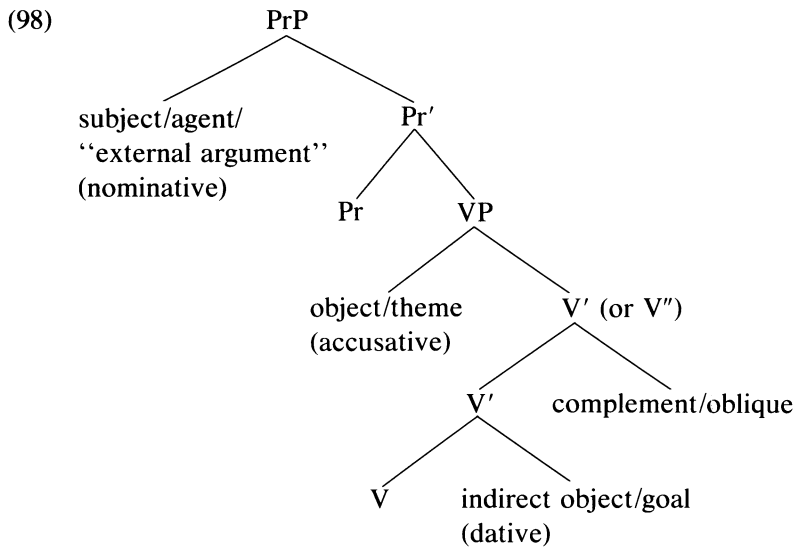 (98) PrP
subject/agent/
‘‘external argument’’
(nominative)
Pr′
Pr VP
object/theme
(accusative)
V′ (or V″)
V′ complement/oblique
V indirect object/goal
(dative)